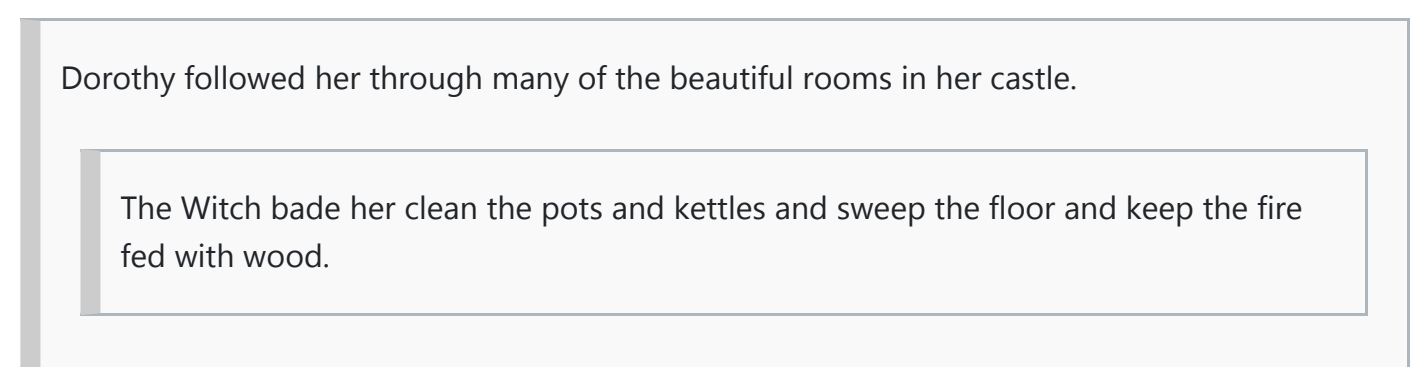 Dorothy followed her through many of the beautiful rooms in her castle.
The Witch bade her clean the pots and kettles and sweep the floor and keep the fire
fed with wood.